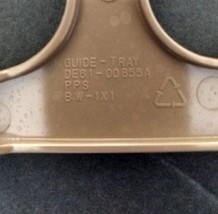 GUIDE-TRAY
DE61-00855A
PPS
B.W-1X1